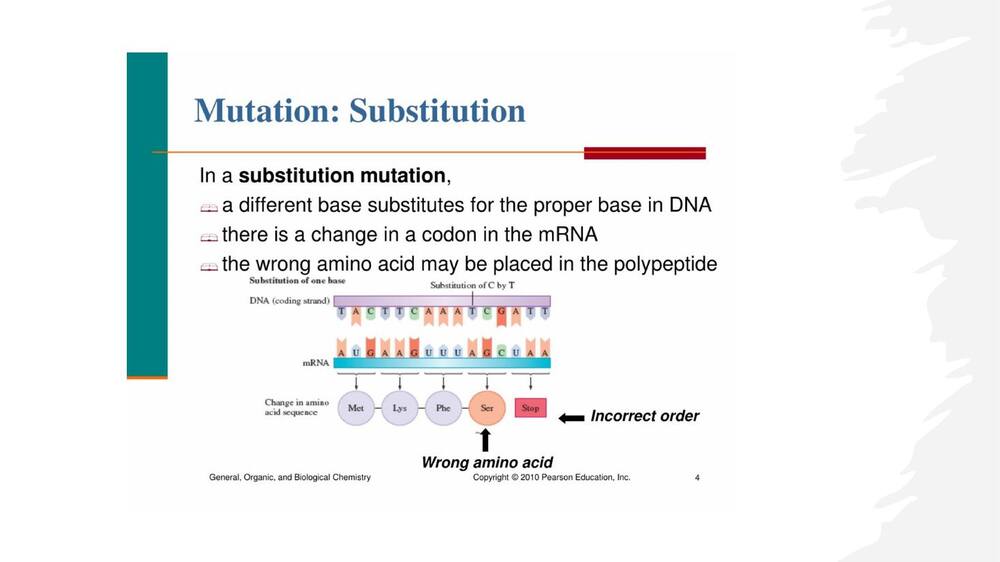 Mutation: Substitution
In a substitution mutation,
a different base substitutes for the proper base in DNA
there is a change in a codon in the mRNA
the wrong amino acid may be placed in the polypeptide
Substitution of one base
Substitution of C by T
DNA (coding strand)
T A C T T C A A A T C G A T T
A U G A A G U U U A G C U A A
mRNA
Change in amino
acid sequence
Met Lys Phe Ser Stop
Incorrect order
Wrong amino acid
General, Organic, and Biological Chemistry
Copyright © 2010 Pearson Education, Inc.
4